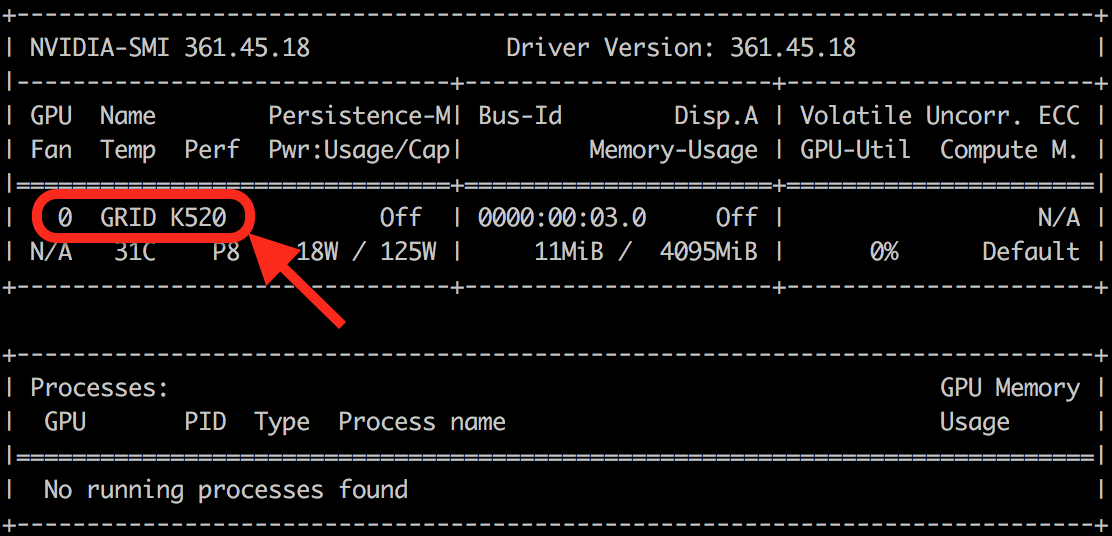 NVIDIA-SMI 361.45.18 Driver Version: 361.45.18
GPU Name Persistence-M| Bus-Id Disp.A | Volatile Uncorr. ECC
Fan Temp Perf Pwr:Usage/Cap| Memory-Usage | GPU-Util Compute M.
0 GRID K520 Off | 0000:00:03.0 Off | N/A
N/A 31C P8 18W / 125W | 11MiB / 4095MiB | 0% Default
Processes: GPU Memory
GPU PID Type Process name Usage
No running processes found